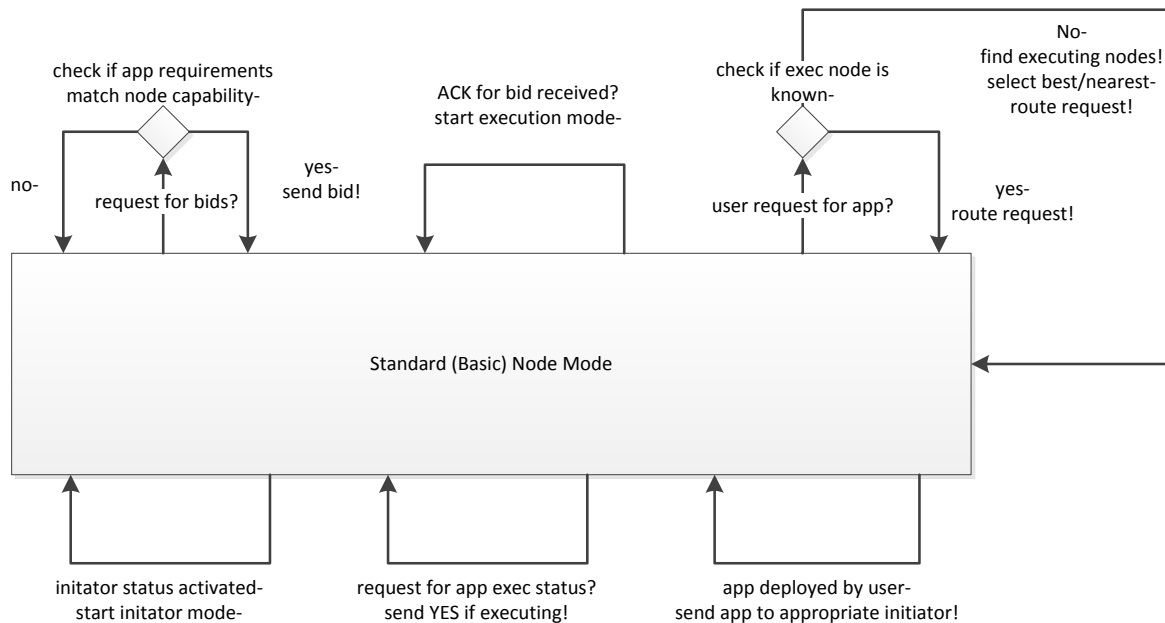 check if app requirements
match node capability-
no-
request for bids?
yes-
send bid!
ACK for bid received?
start execution mode-
check if exec node is
known-
user request for app?
No-
find executing nodes!
select best/nearest-
route request!
yes-
route request!
Standard (Basic) Node Mode
initator status activated-
start initator mode-
request for app exec status?
send YES if executing!
app deployed by user-
send app to appropriate initiator!